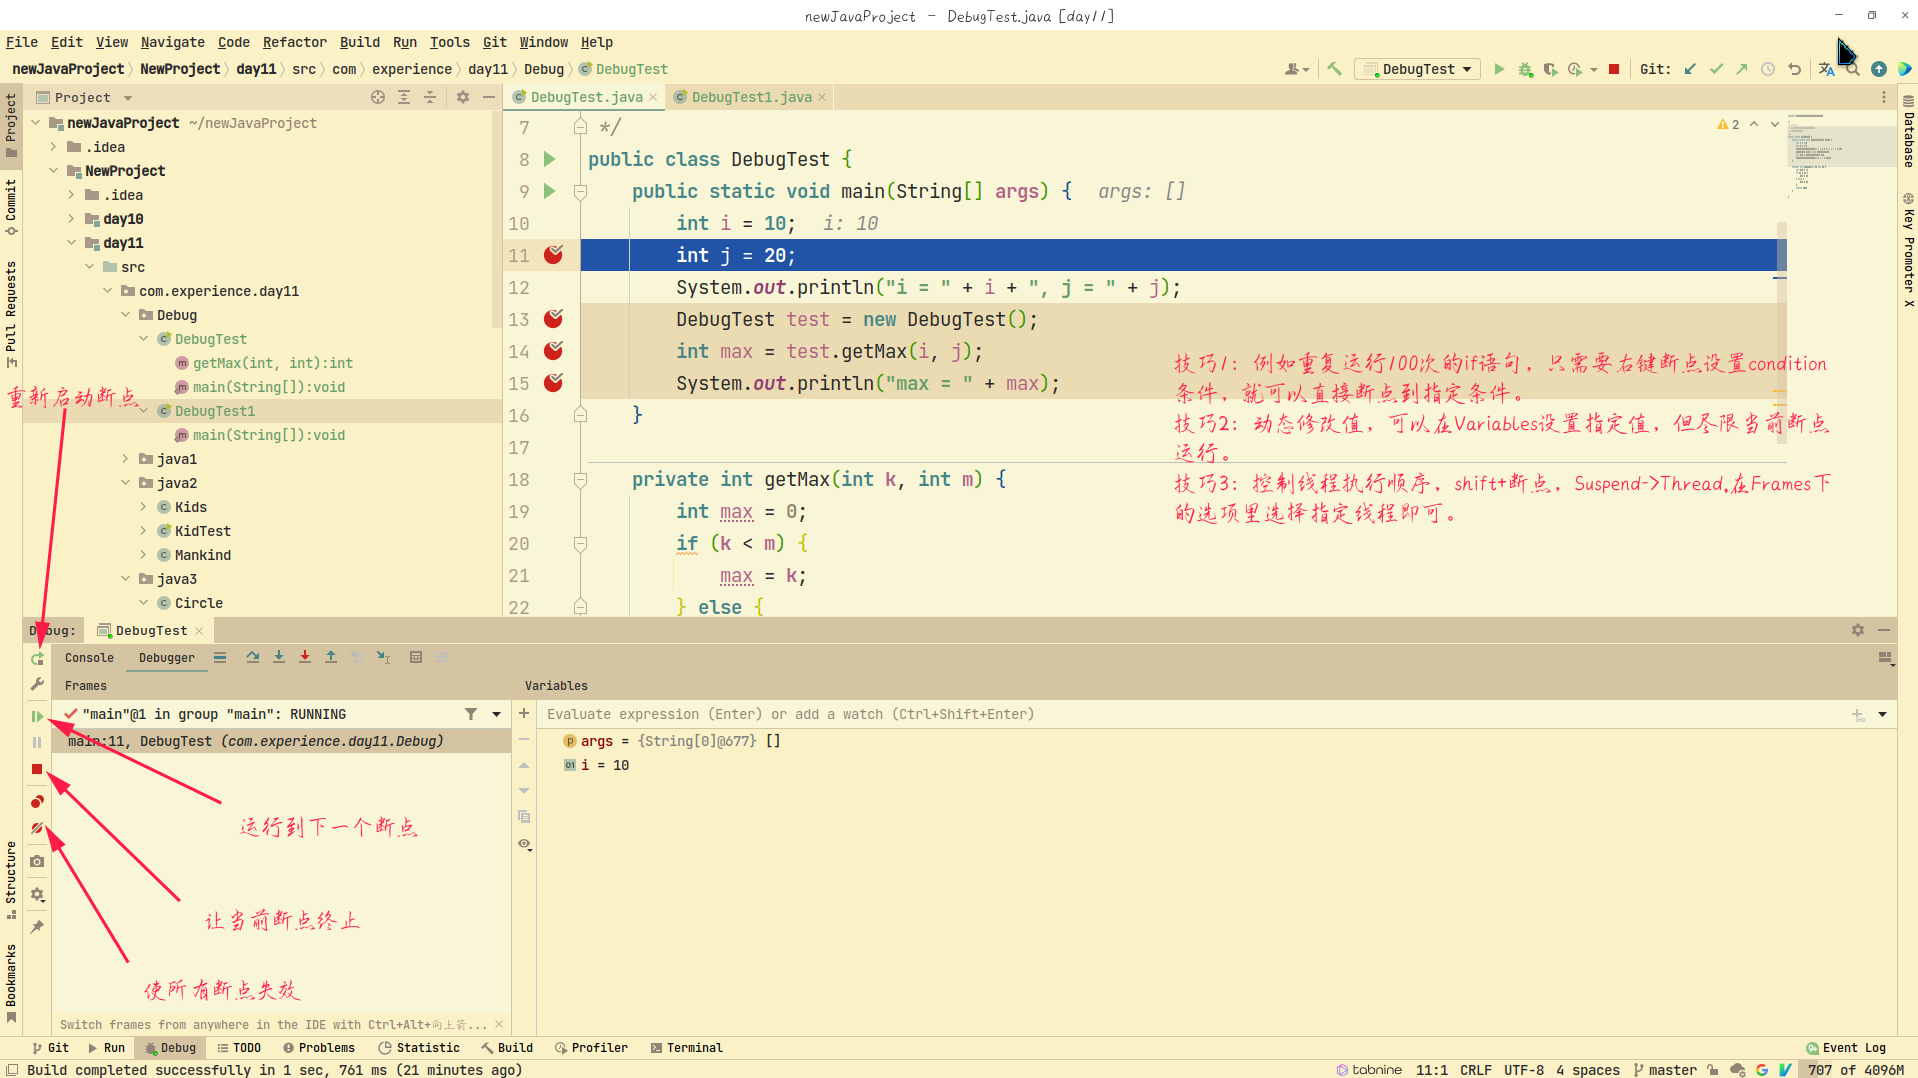 newJavaProject – DebugTest.java [day11]
File Edit View Navigate Code Refactor Build Run Tools Git Window Help
newJavaProject NewProject day11 src com experience day11 Debug DebugTest
DebugTest Git:
Project
DebugTest.java DebugTest1.java
newJavaProject ~/newJavaProject
.idea
NewProject
.idea
day10
day11
src
com.experience.day11
Debug
DebugTest
getMax(int, int):int
main(String[]):void
DebugTest1
main(String[]):void
java1
java2
Kids
KidTest
Mankind
java3
Circle
Project
Commit
Pull Requests
Structure
Bookmarks
重新启动断点
7 */
8 public class DebugTest {
9 public static void main(String[] args) { args: []
10 int i = 10; i: 10
11 int j = 20;
12 System.out.println("i = " + i + ", j = " + j);
13 DebugTest test = new DebugTest();
14 int max = test.getMax(i, j);
15 System.out.println("max = " + max);
16 }
17
18 private int getMax(int k, int m) {
19 int max = 0;
20 if (k < m) {
21 max = k;
22 } else {
2
技巧1：例如重复运行100次的if语句，只需要右键断点设置condition
条件，就可以直接断点到指定条件。
技巧2：动态修改值，可以在Variables设置指定值，但尽限当前断点
运行。
技巧3：控制线程执行顺序，shift+断点，Suspend->Thread,在Frames下
的选项里选择指定线程即可。
Database
Key Promoter X
Debug: DebugTest
Console Debugger
Frames
Variables
"main"@1 in group "main": RUNNING
Evaluate expression (Enter) or add a watch (Ctrl+Shift+Enter)
main:11, DebugTest (com.experience.day11.Debug)
args = {String[0]@677} []
i = 10
运行到下一个断点
让当前断点终止
使所有断点失效
Switch frames from anywhere in the IDE with Ctrl+Alt+向上箭...
Git Run Debug TODO Problems Statistic Build Profiler Terminal Event Log
Build completed successfully in 1 sec, 761 ms (21 minutes ago)
tabnine 11:1 CRLF UTF-8 4 spaces master 707 of 4096M